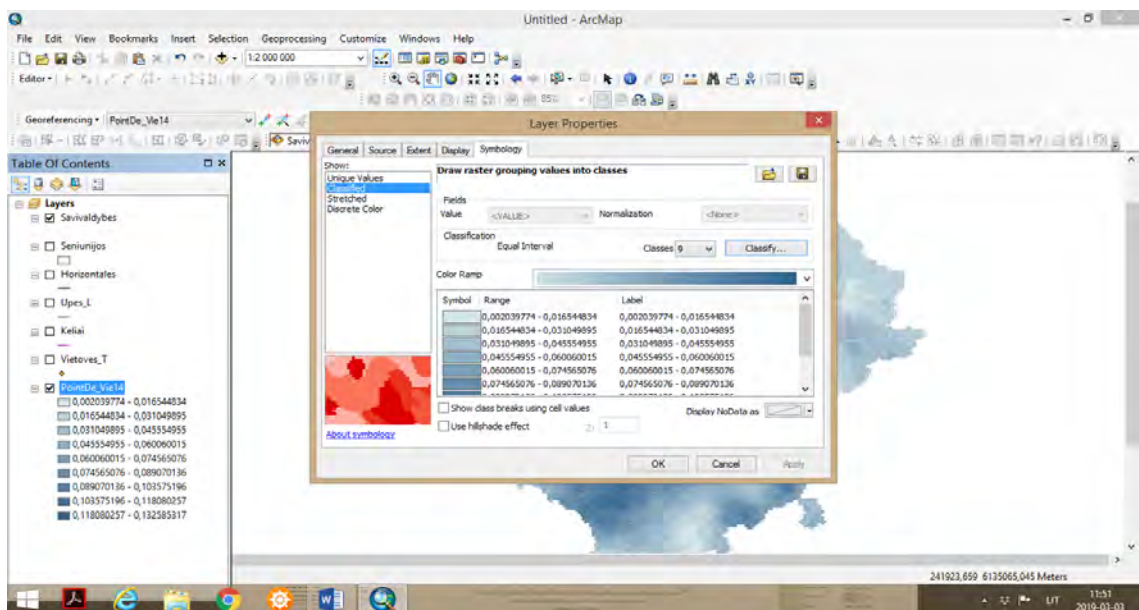 Untitled - ArcMap
File Edit View Bookmarks Insert Selection Geoprocessing Customize Windows Help
1:2 000 000
Editor
85%
Georeferencing PointDe_Vie14
Saviv
Table Of Contents
Layers
Savivaldybes
Seniunijos
Horizontales
Upes_L
Keliai
Vietoves_T
PointDe_Vie14
0,002039774 - 0,016544834
0,016544834 - 0,031049895
0,031049895 - 0,045554955
0,045554955 - 0,060060015
0,060060015 - 0,074565076
0,074565076 - 0,089070136
0,089070136 - 0,103575196
0,103575196 - 0,118080257
0,118080257 - 0,132585317
Layer Properties
General Source Extent Display Symbology
Show:
Unique Values
Classified
Stretched
Discrete Color
About symbology
Draw raster grouping values into classes
Fields
Value <VALUE> Normalization <None>
Classification
Equal Interval Classes 9 Classify...
Color Ramp
Symbol Range Label
0,002039774 - 0,016544834 0,002039774 - 0,016544834
0,016544834 - 0,031049895 0,016544834 - 0,031049895
0,031049895 - 0,045554955 0,031049895 - 0,045554955
0,045554955 - 0,060060015 0,045554955 - 0,060060015
0,060060015 - 0,074565076 0,060060015 - 0,074565076
0,074565076 - 0,089070136 0,074565076 - 0,089070136
Show class breaks using cell values Display NoData as
Use hillshade effect Z: 1
OK Cancel Apply
241923,659 6135065,045 Meters
LIT 11:51
2019-03-03